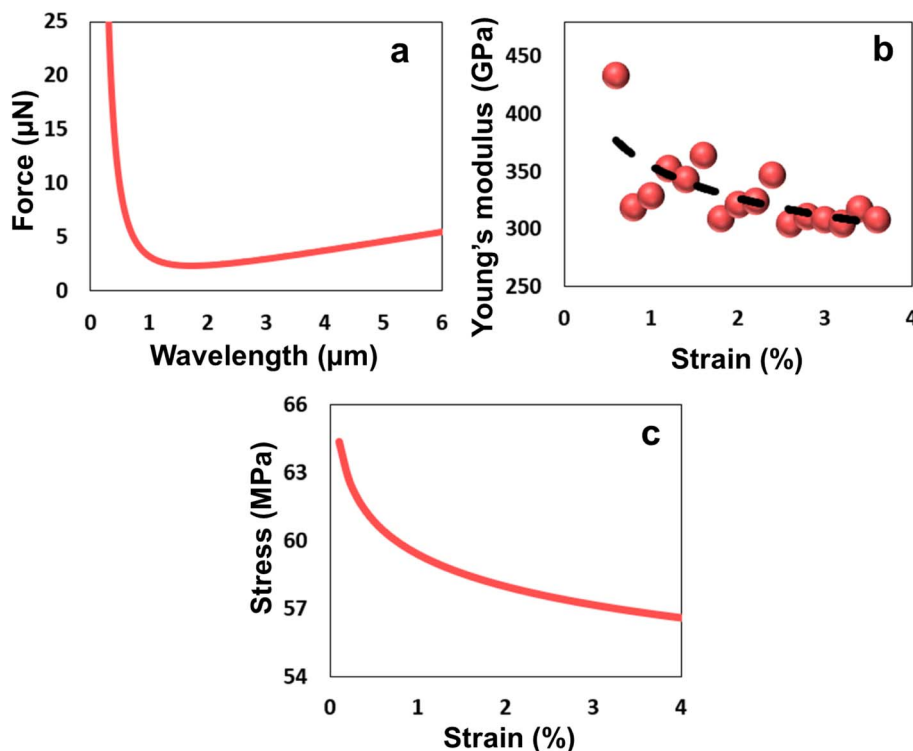 a
Force (µN)
25
20
15
10
5
0
0 1 2 3 4 5 6
Wavelength (µm)
b
Young's modulus (GPa)
450
400
350
300
250
0 1 2 3 4
Strain (%)
c
Stress (MPa)
66
63
60
57
54
0 1 2 3 4
Strain (%)